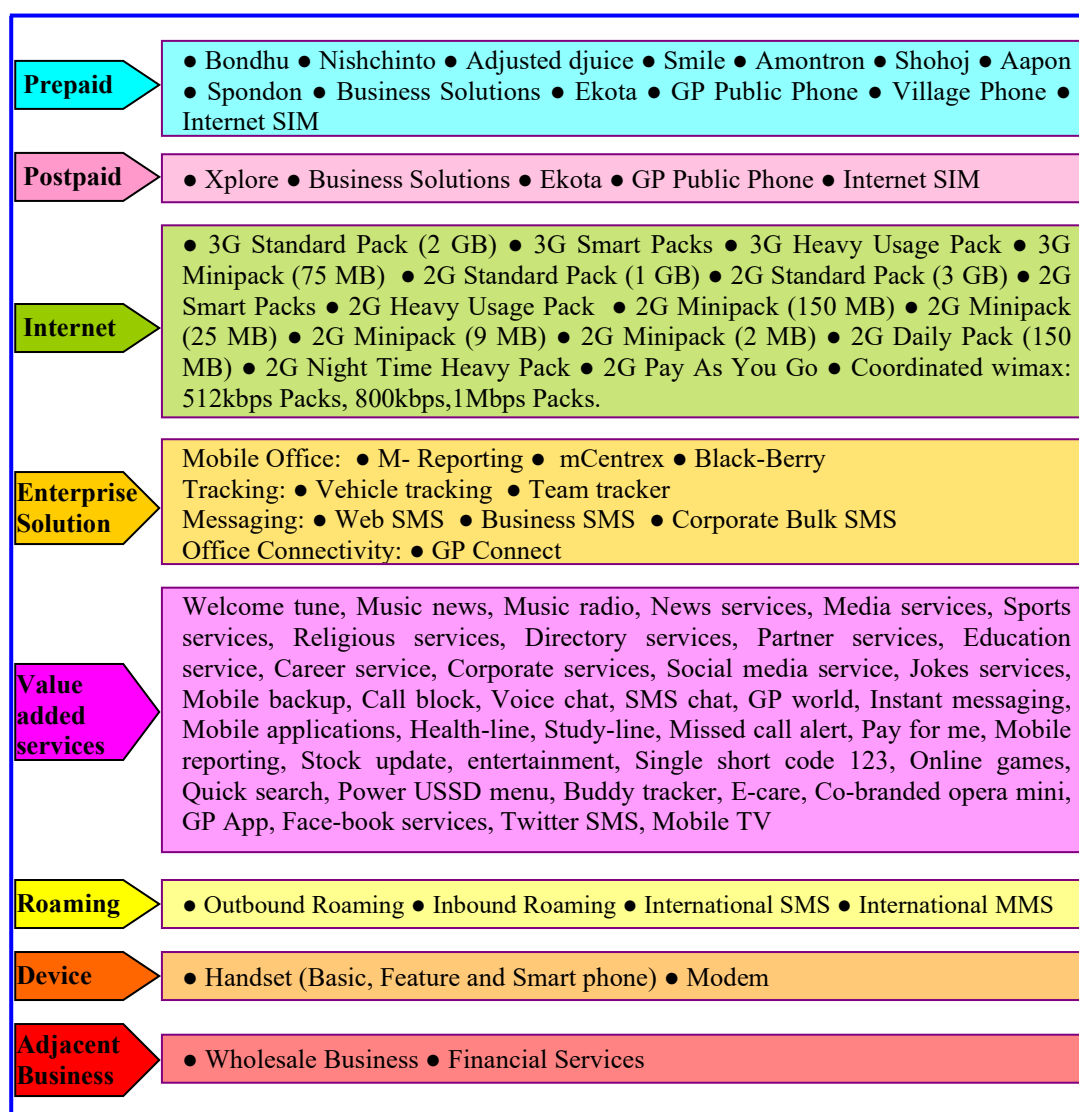 Prepaid
● Bondhu ● Nishchinto ● Adjusted djuice ● Smile ● Amontron ● Shohoj ● Aapon
● Spondon ● Business Solutions ● Ekota ● GP Public Phone ● Village Phone ●
Internet SIM
Postpaid
● Xplore ● Business Solutions ● Ekota ● GP Public Phone ● Internet SIM
Internet
● 3G Standard Pack (2 GB) ● 3G Smart Packs ● 3G Heavy Usage Pack ● 3G
Minipack (75 MB) ● 2G Standard Pack (1 GB) ● 2G Standard Pack (3 GB) ● 2G
Smart Packs ● 2G Heavy Usage Pack ● 2G Minipack (150 MB) ● 2G Minipack
(25 MB) ● 2G Minipack (9 MB) ● 2G Minipack (2 MB) ● 2G Daily Pack (150
MB) ● 2G Night Time Heavy Pack ● 2G Pay As You Go ● Coordinated wimax:
512kbps Packs, 800kbps,1Mbps Packs.
Enterprise
Solution
Mobile Office: ● M- Reporting ● mCentrex ● Black-Berry
Tracking: ● Vehicle tracking ● Team tracker
Messaging: ● Web SMS ● Business SMS ● Corporate Bulk SMS
Office Connectivity: ● GP Connect
Value
added
services
Welcome tune, Music news, Music radio, News services, Media services, Sports
services, Religious services, Directory services, Partner services, Education
service, Career service, Corporate services, Social media service, Jokes services,
Mobile backup, Call block, Voice chat, SMS chat, GP world, Instant messaging,
Mobile applications, Health-line, Study-line, Missed call alert, Pay for me, Mobile
reporting, Stock update, entertainment, Single short code 123, Online games,
Quick search, Power USSD menu, Buddy tracker, E-care, Co-branded opera mini,
GP App, Face-book services, Twitter SMS, Mobile TV
Roaming
● Outbound Roaming ● Inbound Roaming ● International SMS ● International MMS
Device
● Handset (Basic, Feature and Smart phone) ● Modem
Adjacent
Business
● Wholesale Business ● Financial Services